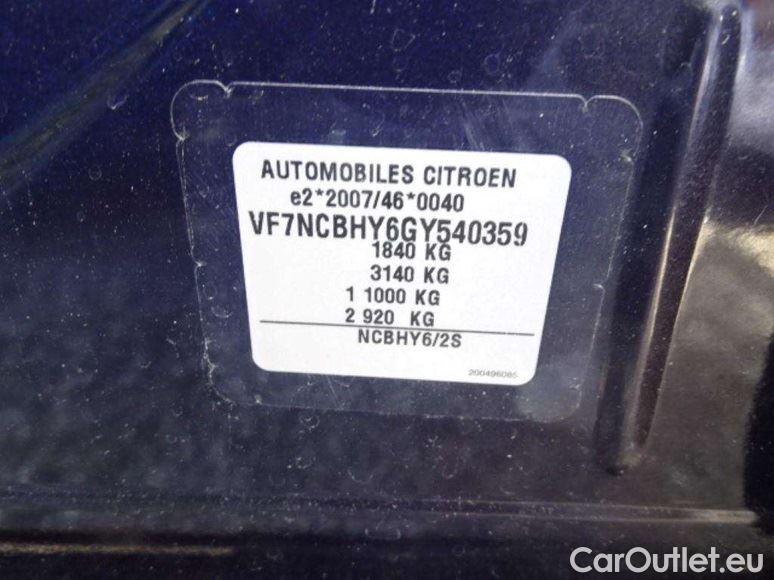 AUTOMOBILES CITROEN
e2*2007/46*0040
VF7NCBHY6GY540359
1840 KG
3140 KG
1 1000 KG
2 920 KG
NCBHY6/2S
200496085
CarOutlet.eu